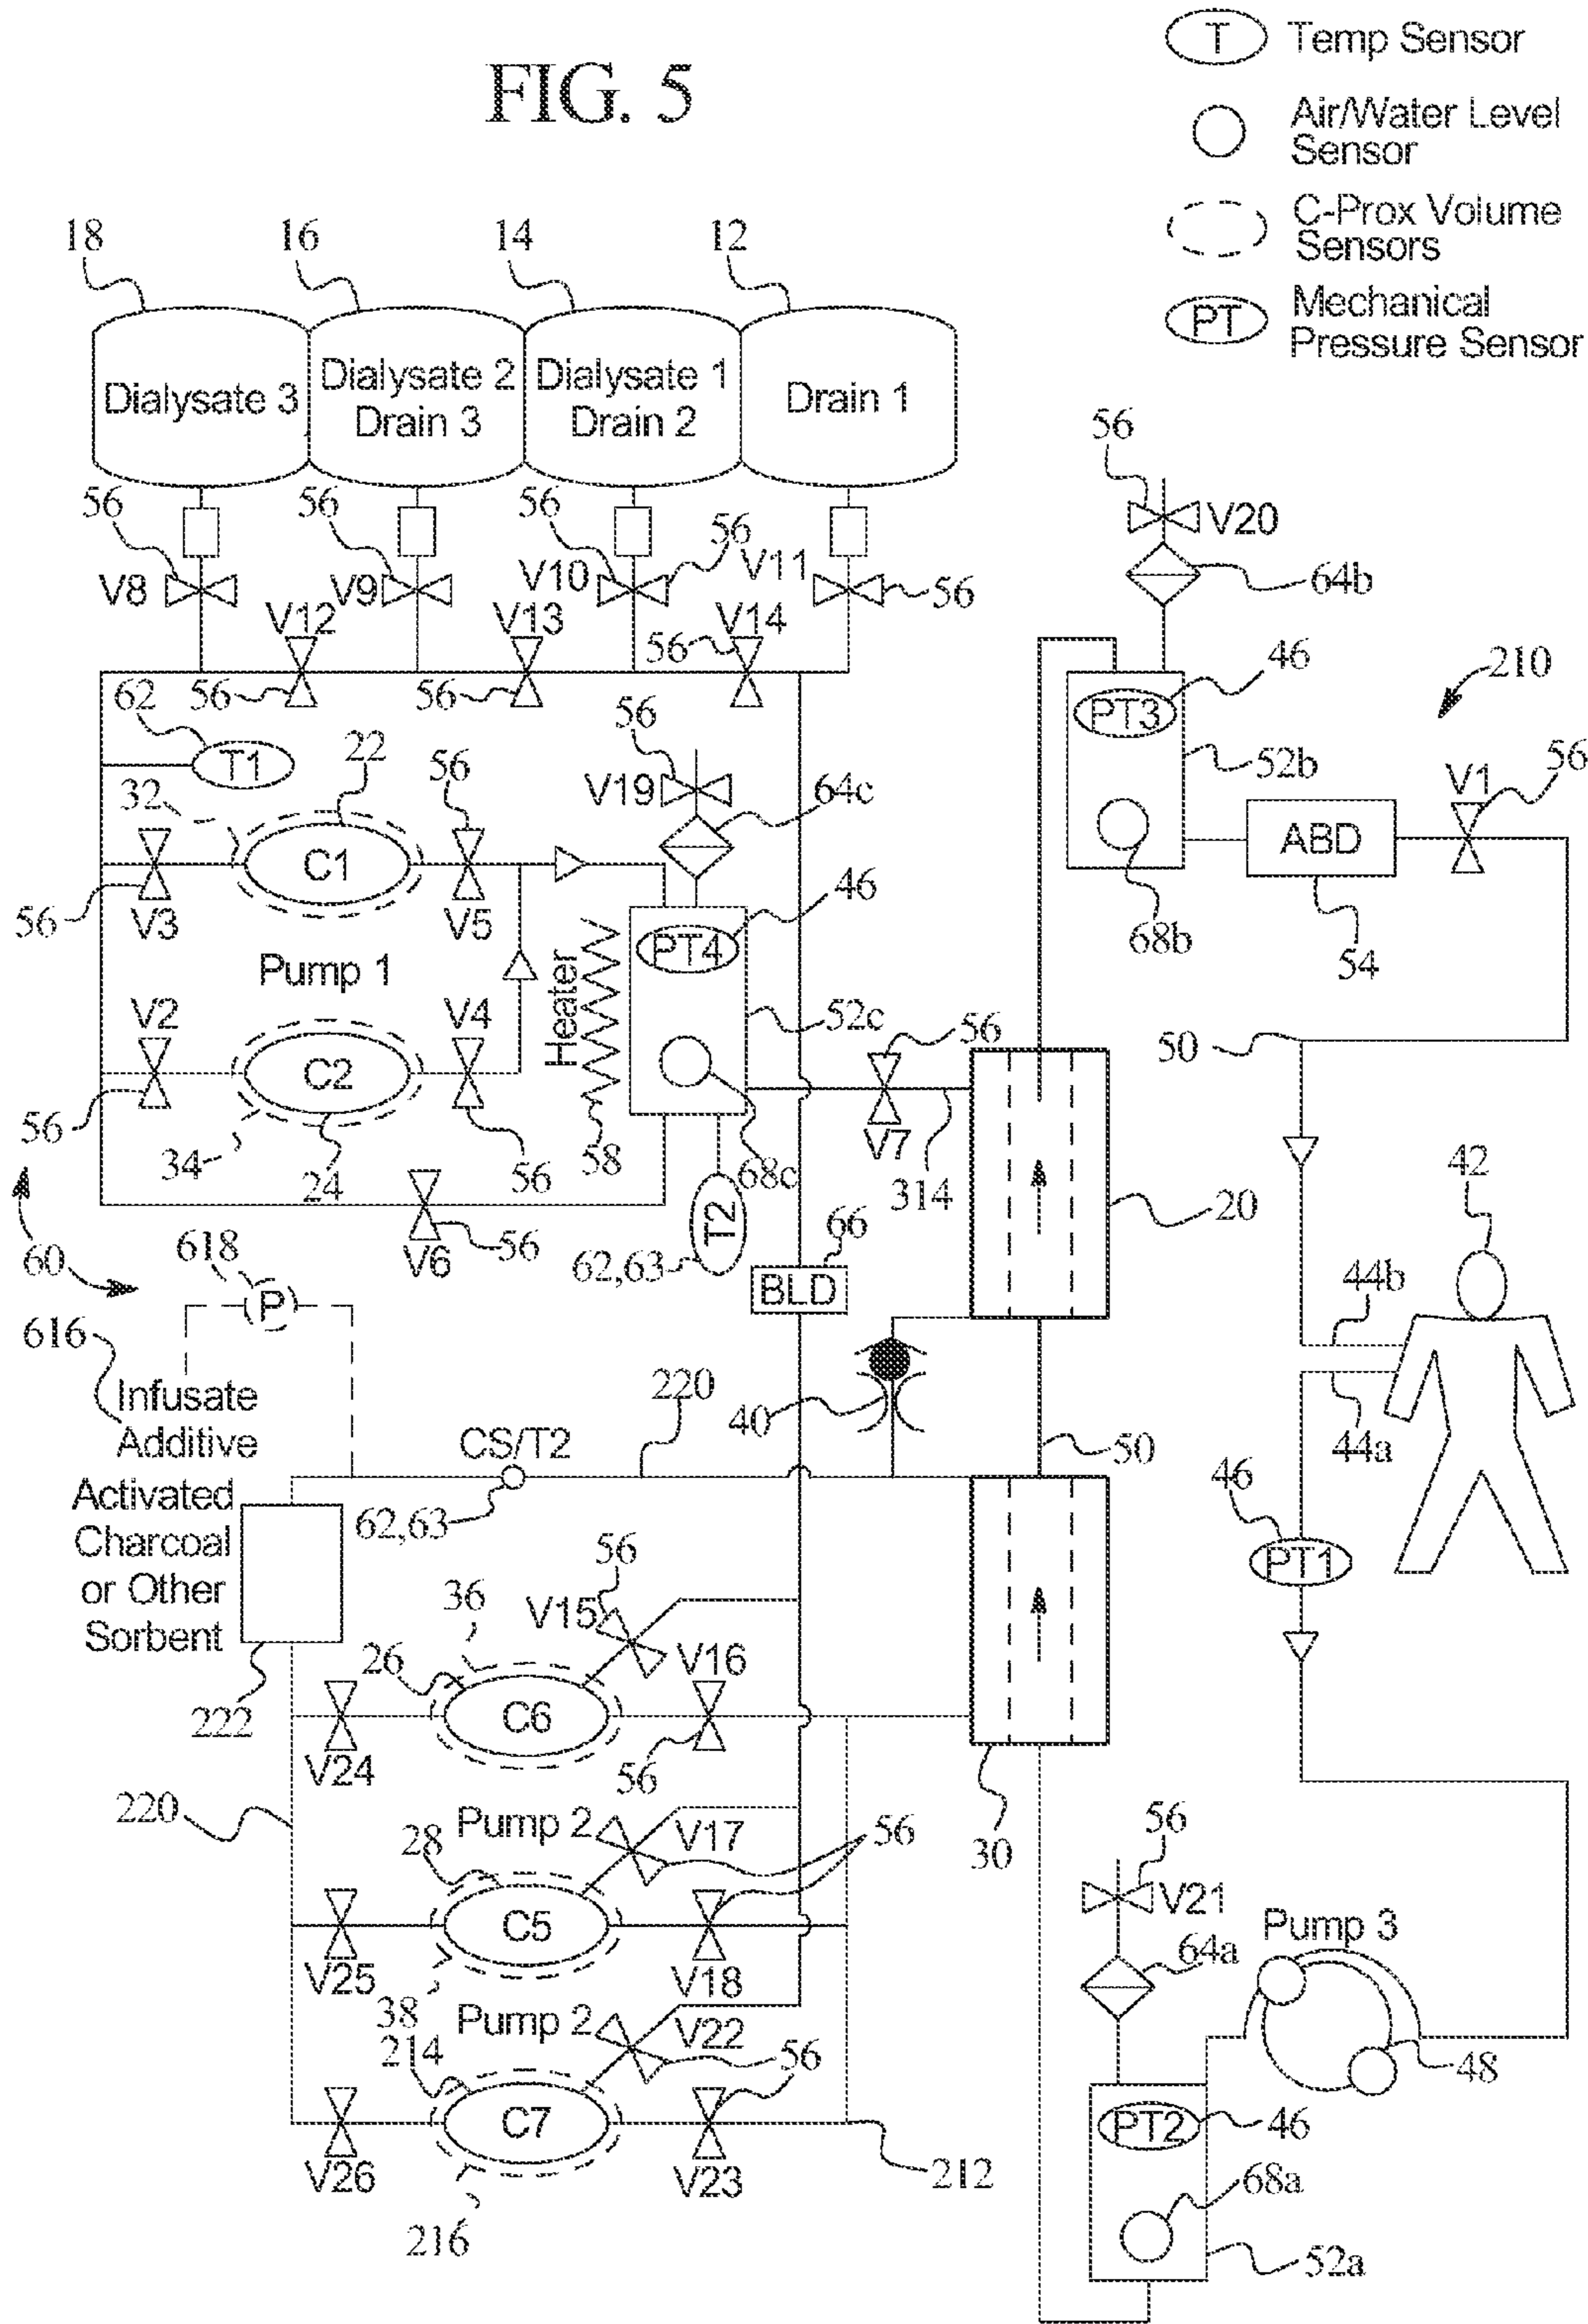 FIG. 5
T Temp Sensor
Air/Water Level
Sensor
C-Prox Volume
Sensors
PT Mechanical
Pressure Sensor
18 16 14 12
Dialysate 3
Dialysate 2
Drain 3
Dialysate 1
Drain 2
Drain 1
56 56 56 56
V8 V9 V10 V11 56
V12 V13 V14
56 56 56
56
V20
64b
46
PT3
210
52b
V1 56
ABD
68b
54
50
62
T1
22
32
56
56
V19
64c
C1
46
56
V3 V5
PT4
Pump 1
Heater
V2 V4
52c
56
C2
56
34
24
56
58
68c
V7
314
T2
62,63
V6
56
60
66
BLD
20
42
44b
44a
618
P
616
Infusate
Additive
40
220
CS/T2
62,63
50
46
PT1
Activated
Charcoal
or Other
Sorbent
222
56
V15
36
26
V16
C6
V24
56
30
220
Pump 2
28
V17
56
C5
V25
V18
38
Pump 2
214
V22
56
C7
V26
V23
216
212
56
V21
Pump 3
64a
48
PT2
46
68a
52a